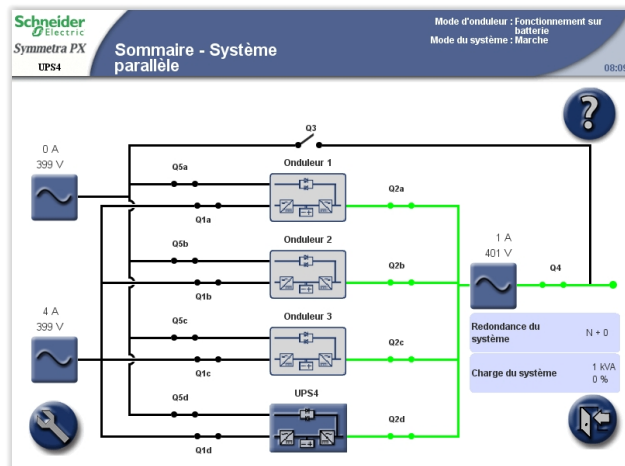 Schneider
Electric
Symmetra PX
UPS4
Sommaire - Système
parallèle
Mode d'onduleur : Fonctionnement sur
batterie
Mode du système : Marche
08:09
Q3
0 A
399 V
Onduleur 1
Q5a
Q2a
Q1a
Onduleur 2
Q5b
1 A
401 V
Q2b
Q4
Q1b
4 A
399 V
Onduleur 3
Q5c
Redondance du
système
N + 0
Q2c
Q1c
Charge du système
1 kVA
0 %
UPS4
Q5d
Q2d
Q1d